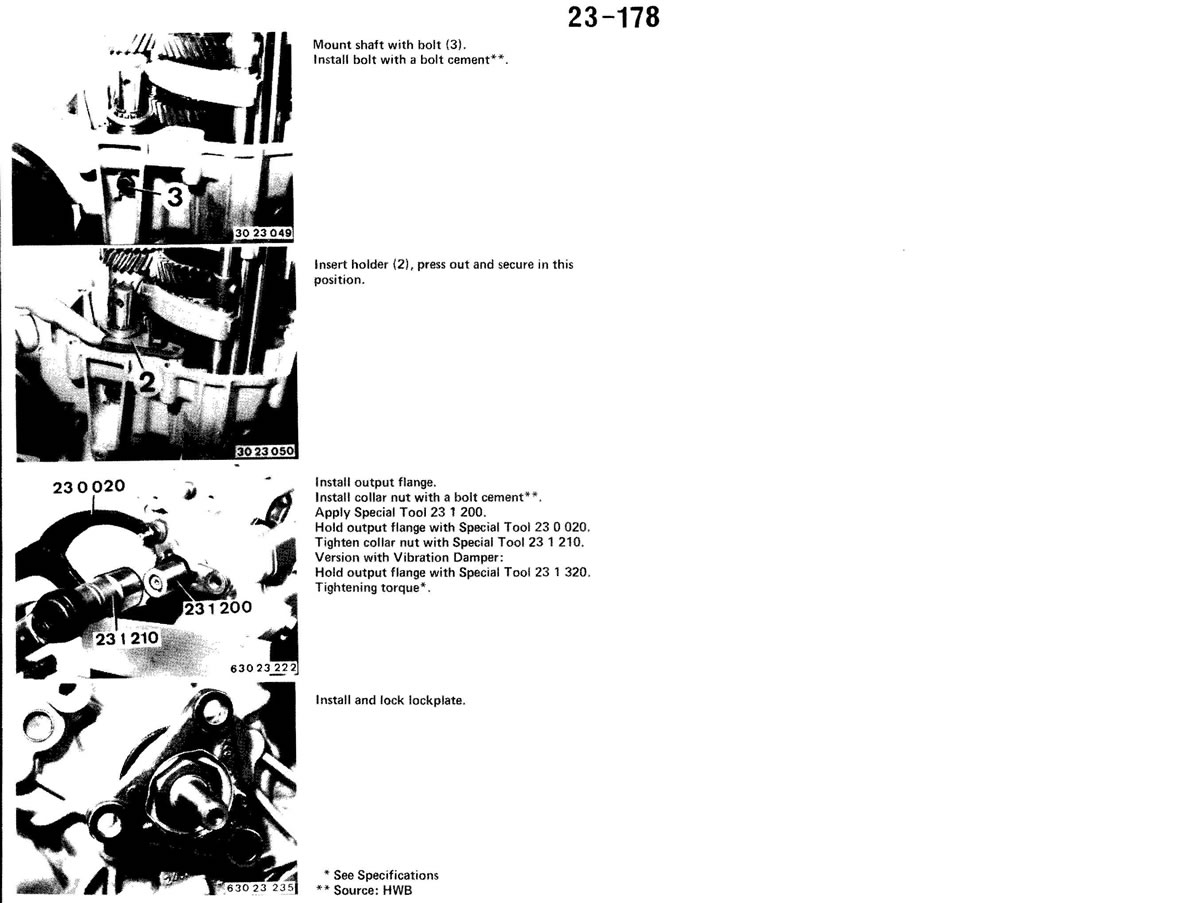 23-178
Mount shaft with bolt (3).
Install bolt with a bolt cement**.
3
30 23 049
Insert holder (2), press out and secure in this
position.
2
30 23 050
Install output flange.
Install collar nut with a bolt cement**.
Apply Special Tool 23 1 200.
Hold output flange with Special Tool 23 0 020.
Tighten collar nut with Special Tool 23 1 210.
Version with Vibration Damper:
Hold output flange with Special Tool 23 1 320.
Tightening torque*.
23 0 020
23 1 200
23 1 210
630 23 222
Install and lock lockplate.
630 23 235
* See Specifications
** Source: HWB